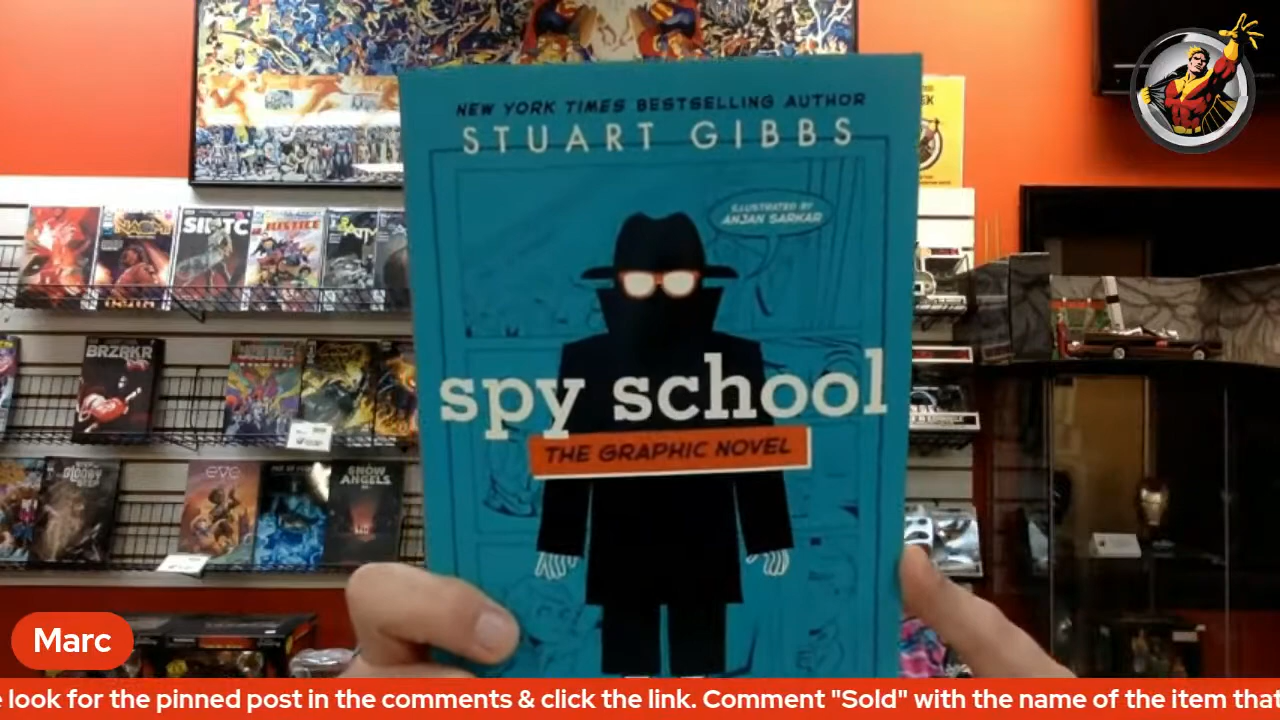 NEW YORK TIMES BESTSELLING AUTHOR
STUART GIBBS
ILLUSTRATED BY
ANJAN SARKAR
spy school
THE GRAPHIC NOVEL
JUSTICE
BRZRKR
eve
SNOW
ANGELS
Marc
look for the pinned post in the comments & click the link. Comment "Sold" with the name of the item that